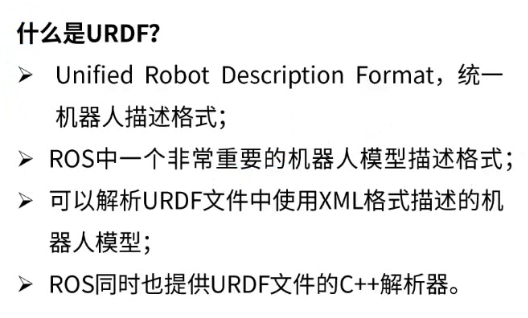 什么是URDF？
➢ Unified Robot Description Format，统一
机器人描述格式；
➢ ROS中一个非常重要的机器人模型描述格式；
➢ 可以解析URDF文件中使用XML格式描述的机
器人模型；
➢ ROS同时也提供URDF文件的C++解析器。